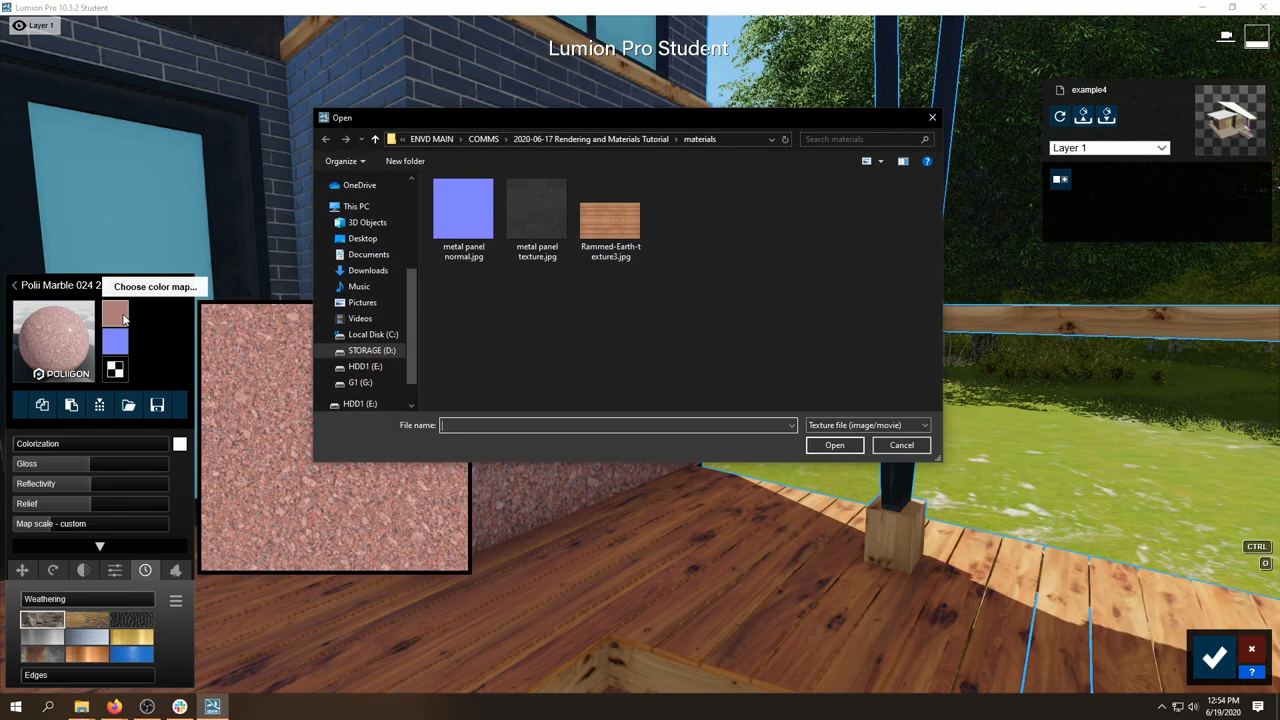 Lumion Pro 10.3.2 Student
Layer 1
Lumion Pro Student
example4
Layer 1
Open
« ENVD MAIN > COMMS > 2020-06-17 Rendering and Materials Tutorial > materials
Search materials
Organize
New folder
OneDrive
This PC
3D Objects
Desktop
Documents
Downloads
Music
Pictures
Videos
Local Disk (C:)
STORAGE (D:)
HDD1 (E:)
G1 (G:)
HDD1 (E:)
metal panel
normal.jpg
metal panel
texture.jpg
Rammed-Earth-t
exture3.jpg
File name:
Texture file (image/movie)
Open
Cancel
Polii Marble 024 2
Choose color map...
POLIIGON
Colorization
Gloss
Reflectivity
Relief
Map scale - custom
Weathering
Edges
CTRL
O
12:54 PM
6/19/2020